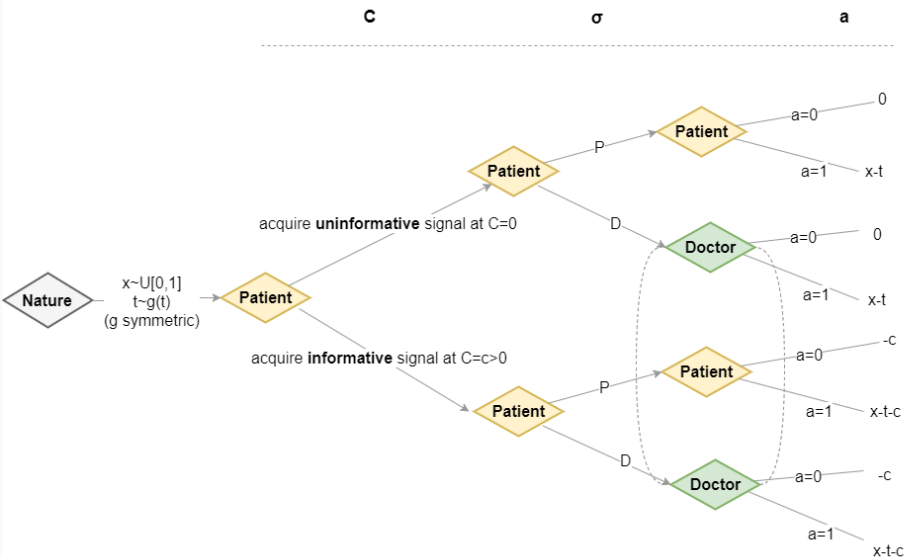 C σ a
0
a=0
Patient
P
a=1 x-t
Patient
acquire uninformative signal at C=0
D
a=0 0
Doctor
a=1 x-t
Nature
x~U[0,1]
t~g(t)
(g symmetric)
Patient
acquire informative signal at C=c>0
a=0 -c
Patient
P
a=1 x-t-c
Patient
D
a=0 -c
Doctor
a=1
x-t-c